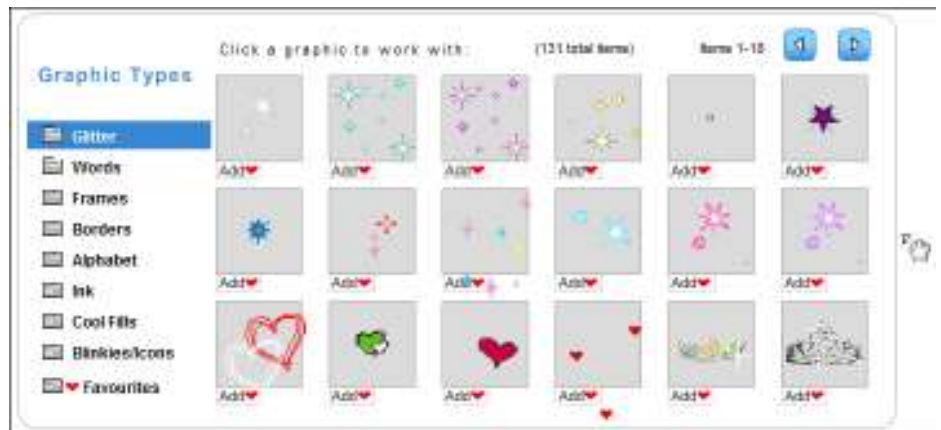 Click a graphic to work with: (131 total items) Items 1-18
Graphic Types
Glitter
Words
Frames
Borders
Alphabet
Ink
Cool Fills
Blinkies/Icons
Favourites
Add Add Add Add Add Add
Add Add Add Add Add Add
Add Add Add Add Add Add